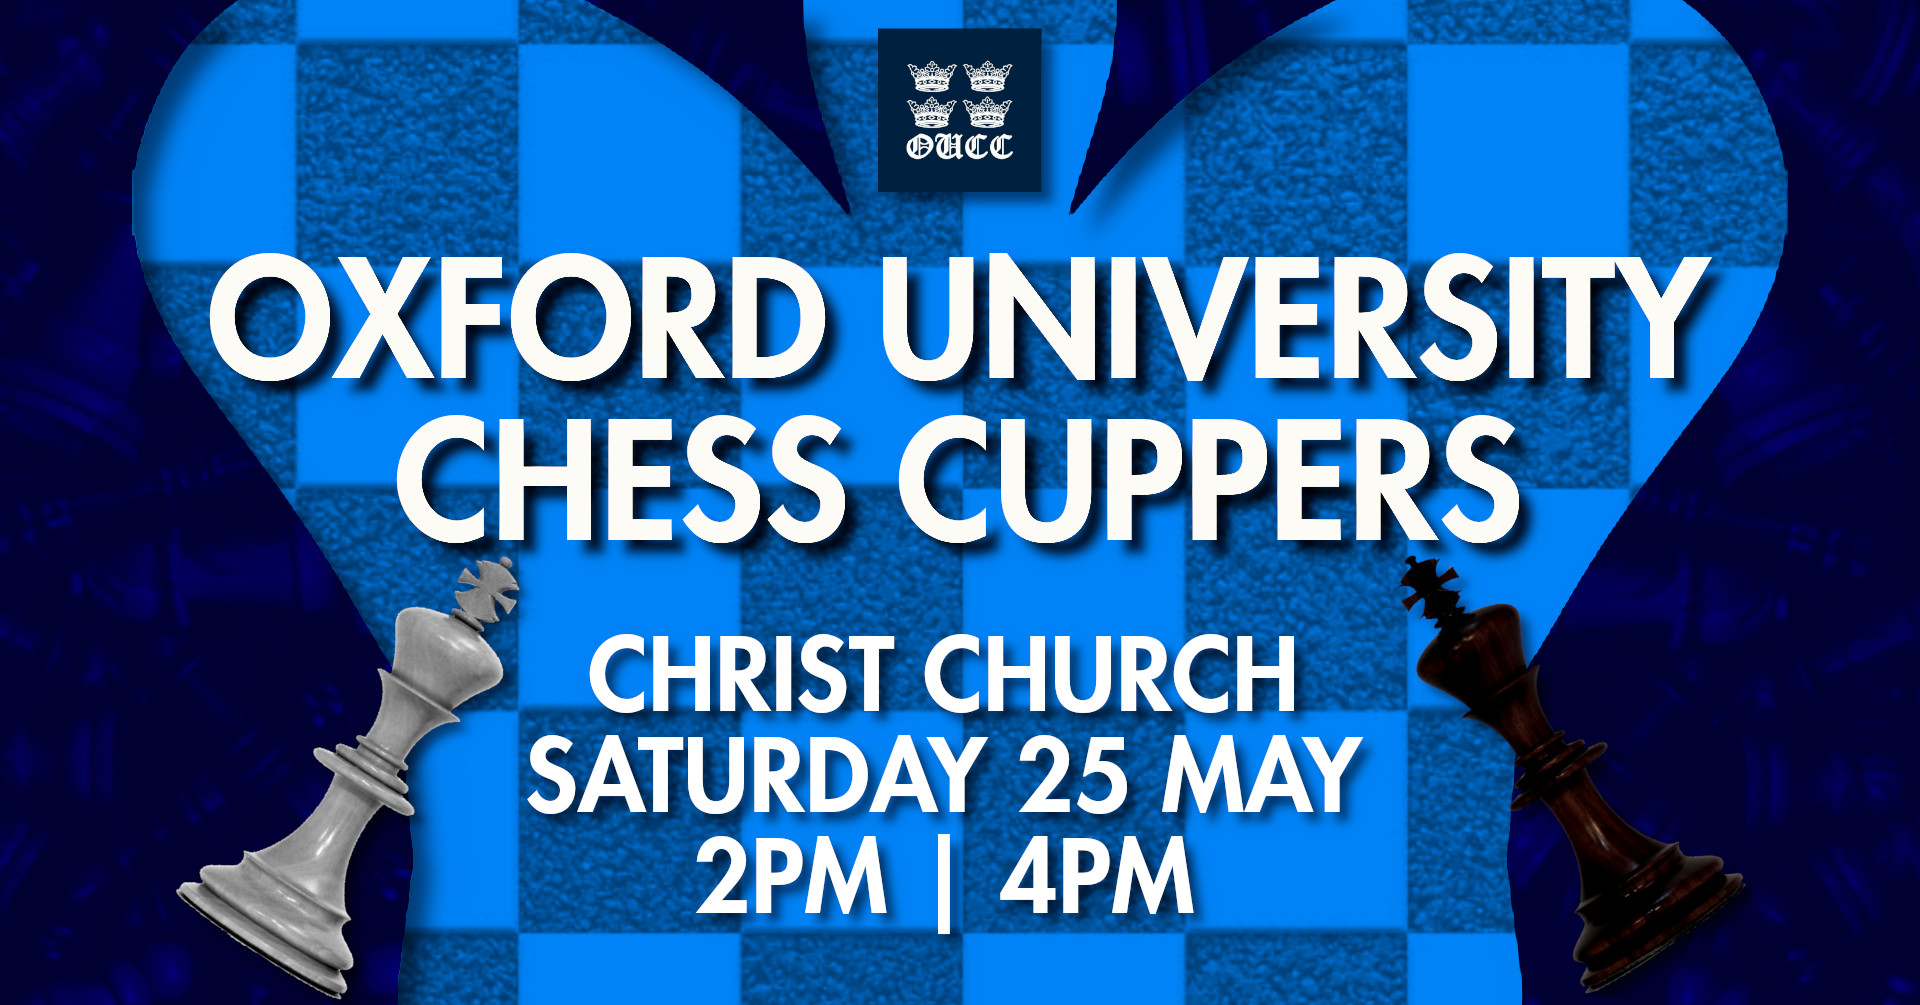 OUCC
OXFORD UNIVERSITY
CHESS CUPPERS
CHRIST CHURCH
SATURDAY 25 MAY
2PM | 4PM